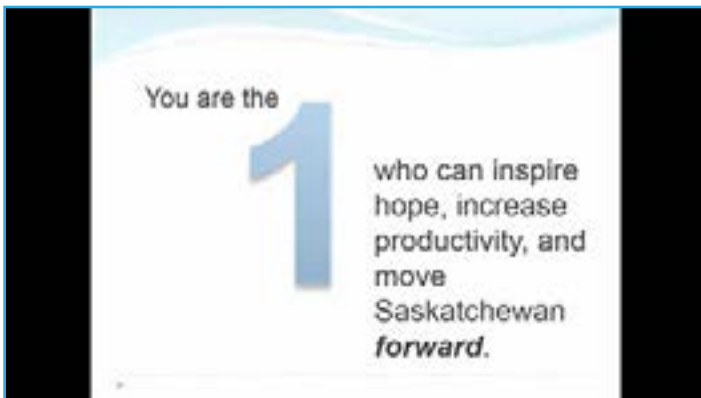 You are the
1
who can inspire
hope, increase
productivity, and
move
Saskatchewan
forward.